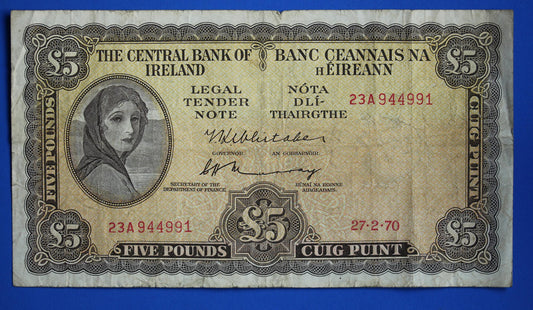 £5 £5
THE CENTRAL BANK OF BANC CEANNAIS NA
IRELAND hÉIREANN
LEGAL NÓTA
TENDER DLÍ-
NOTE THAIRGTHE
23A 944991
T K Whitaker
GOVERNOR AN GOBHARNÓIR
C H Murray
SECRETARY OF THE
DEPARTMENT OF FINANCE.
RÚNAÍ NA ROINNE
AIRGEADAIS.
23A 944991
£5
27·2·70
£5 £5
FIVE POUNDS CUIG PUINT
FIVE POUNDS
CUIG PUINT